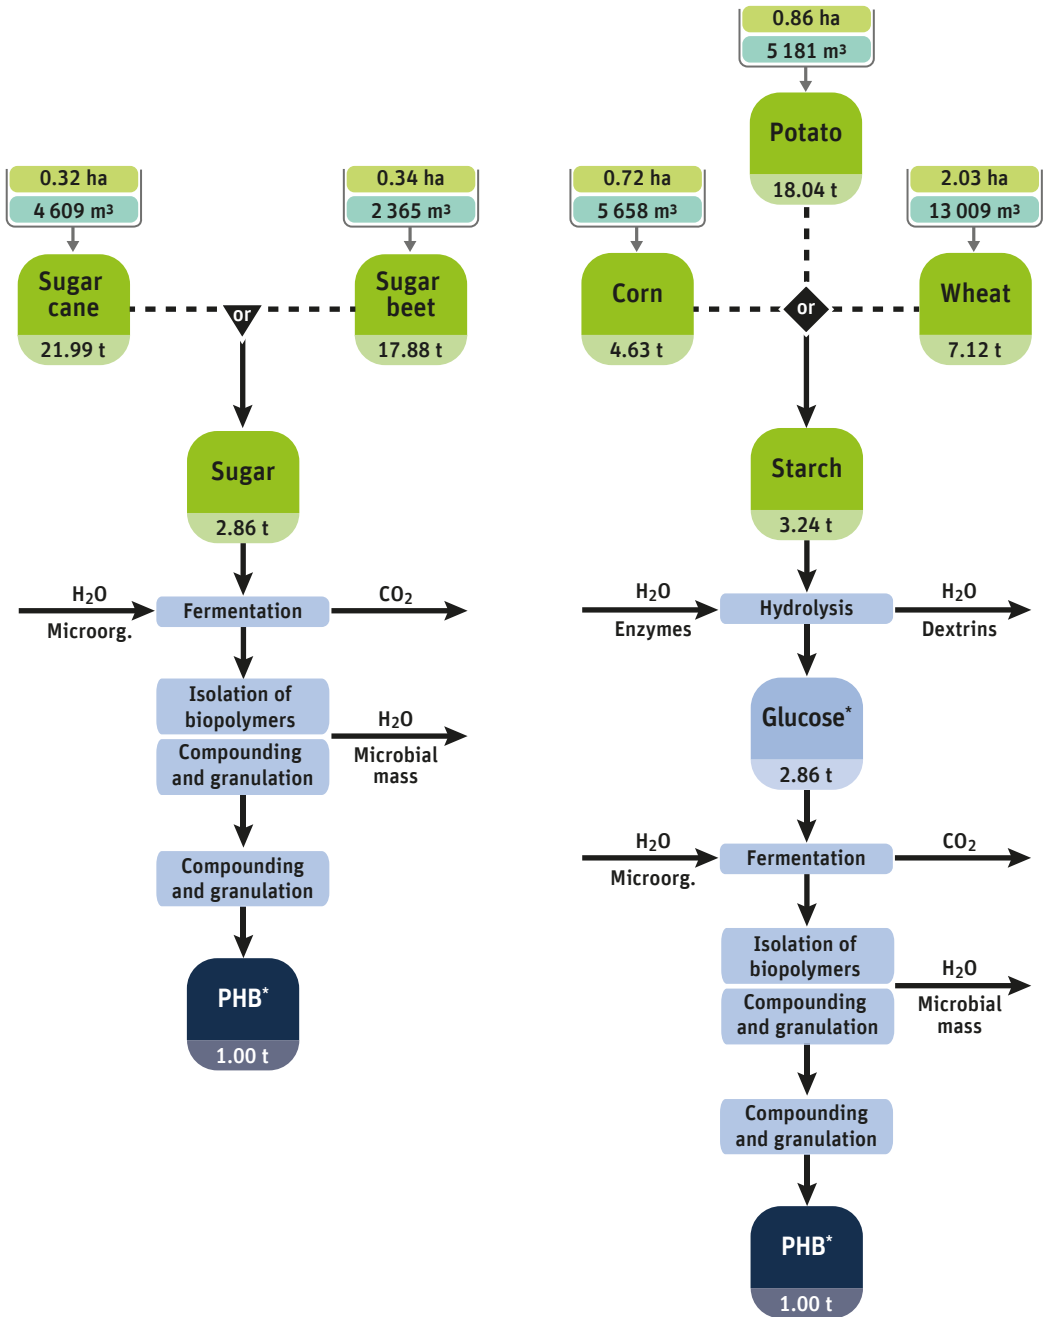 0.32 ha
4 609 m³
Sugar
cane
21.99 t
0.34 ha
2 365 m³
Sugar
beet
17.88 t
or
Sugar
2.86 t
H₂O
Microorg.
Fermentation
CO₂
Isolation of
biopolymers
Compounding
and granulation
H₂O
Microbial
mass
Compounding
and granulation
PHB*
1.00 t
0.86 ha
5 181 m³
Potato
18.04 t
0.72 ha
5 658 m³
Corn
4.63 t
or
2.03 ha
13 009 m³
Wheat
7.12 t
Starch
3.24 t
H₂O
Enzymes
Hydrolysis
H₂O
Dextrins
Glucose*
2.86 t
H₂O
Microorg.
Fermentation
CO₂
Isolation of
biopolymers
Compounding
and granulation
H₂O
Microbial
mass
Compounding
and granulation
PHB*
1.00 t